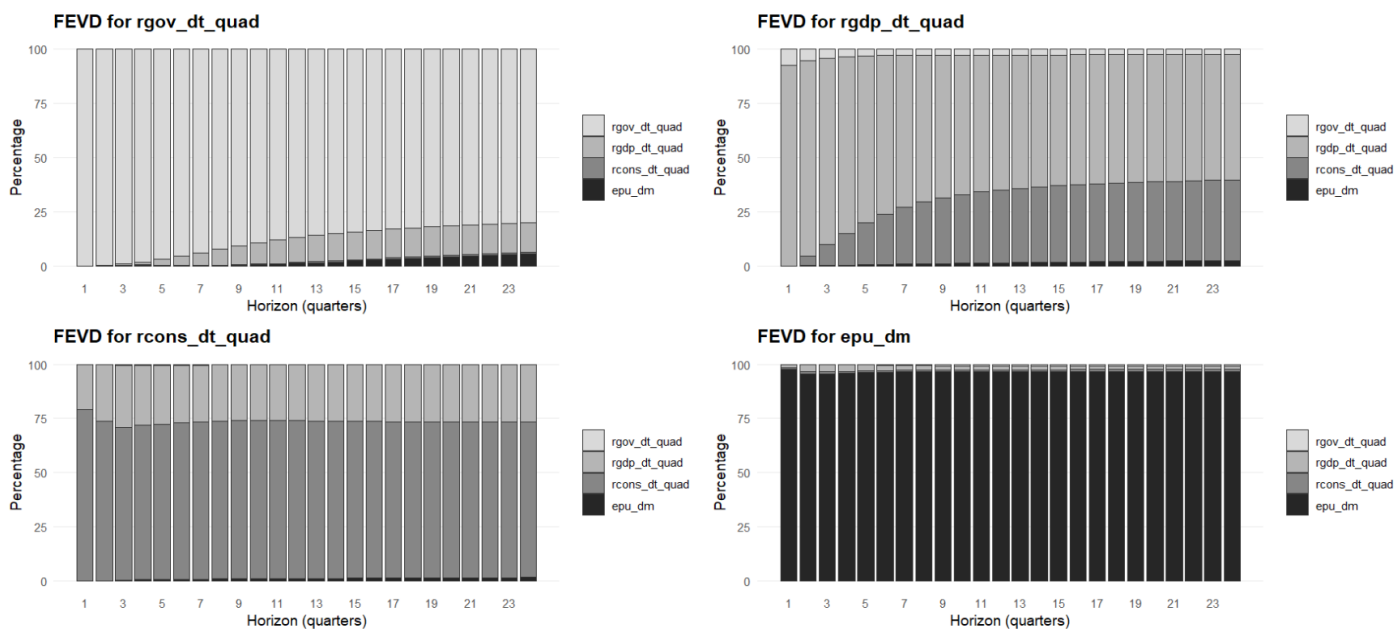 FEVD for rgov_dt_quad
100
75
50
25
0
Percentage
1 3 5 7 9 11 13 15 17 19 21 23
Horizon (quarters)
rgov_dt_quad
rgdp_dt_quad
rcons_dt_quad
epu_dm
FEVD for rgdp_dt_quad
100
75
50
25
0
Percentage
1 3 5 7 9 11 13 15 17 19 21 23
Horizon (quarters)
rgov_dt_quad
rgdp_dt_quad
rcons_dt_quad
epu_dm
FEVD for rcons_dt_quad
100
75
50
25
0
Percentage
1 3 5 7 9 11 13 15 17 19 21 23
Horizon (quarters)
rgov_dt_quad
rgdp_dt_quad
rcons_dt_quad
epu_dm
FEVD for epu_dm
100
75
50
25
0
Percentage
1 3 5 7 9 11 13 15 17 19 21 23
Horizon (quarters)
rgov_dt_quad
rgdp_dt_quad
rcons_dt_quad
epu_dm